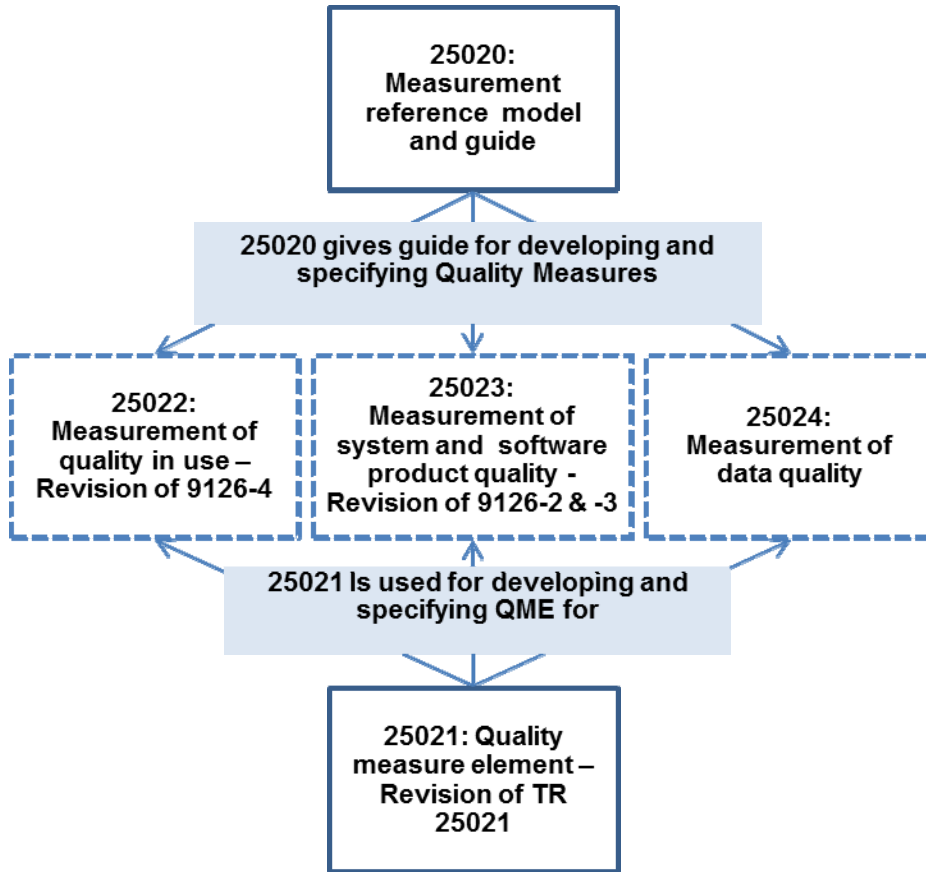 25020:
Measurement
reference model
and guide
25020 gives guide for developing and
specifying Quality Measures
25022:
Measurement of
quality in use –
Revision of 9126-4
25023:
Measurement of
system and software
product quality -
Revision of 9126-2 & -3
25024:
Measurement of
data quality
25021 Is used for developing and
specifying QME for
25021: Quality
measure element –
Revision of TR
25021